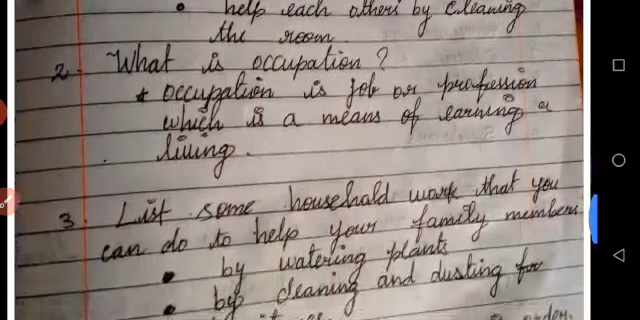 • help each others by cleaning
the room.
2. What is occupation?
* occupation is job or profession
which is a means of earning a
living.
3. List some household work that you
can do to help your family members
• by watering plants
• by cleaning and dusting for